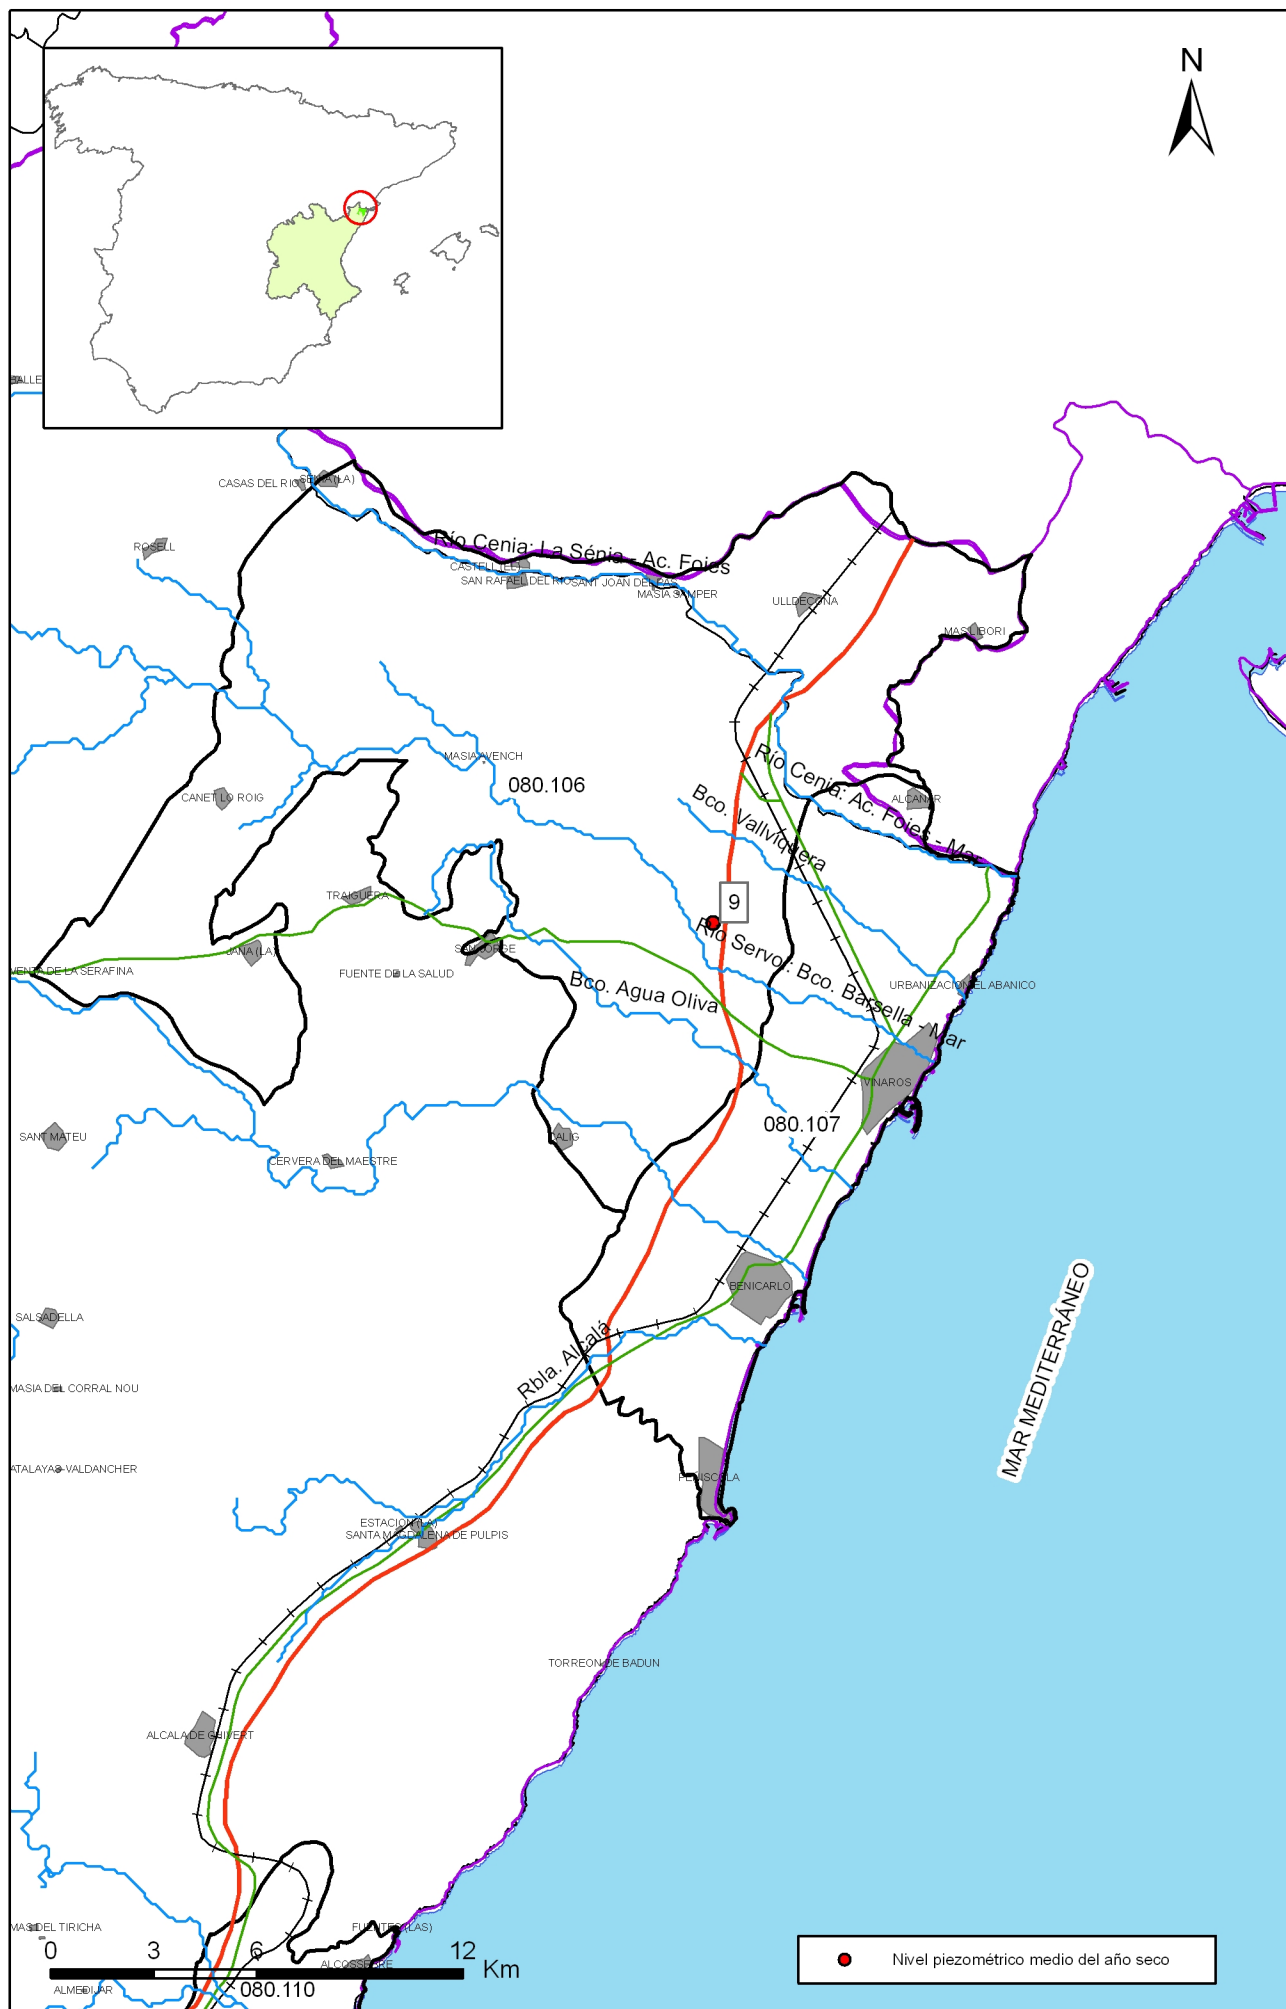 N
CASAS DEL RIO
SENIA (LA)
ROSELL
Río Cenia: La Sénia - Ac. Foies
CASTELL (EL)
SAN RAFAEL DEL RIO
SANT JOAN DEL PAS
MASIA SAMPER
ULLDECONA
MAS LIBORI
MASIA AVENCH
080.106
CANET LO ROIG
Río Cenia: Ac. Foies - Mar
ALCANAR
Bco. Vallviquera
TRAIGUERA
9
Río Servol: Bco. Barsella - Mar
JANA (LA)
SAN JORGE
VENTA DE LA SERAFINA
FUENTE DE LA SALUD
Bco. Agua Oliva
URBANIZACION EL ABANICO
VINAROS
080.107
SANT MATEU
CALIG
CERVERA DEL MAESTRE
BENICARLO
SALSADELLA
Rbla. Alcalá
MAR MEDITERRÁNEO
MASIA DEL CORRAL NOU
ATALAYAS-VALDANCHER
PEÑISCOLA
ESTACION (LA)
SANTA MAGDALENA DE PULPIS
TORREON DE BADUN
ALCALA DE CHIVERT
MAS DEL TIRICHA
FUENTES (LAS)
0 3 6 12
Km
ALCOSSEBRE
ALMEDIJAR
080.110
Nivel piezométrico medio del año seco